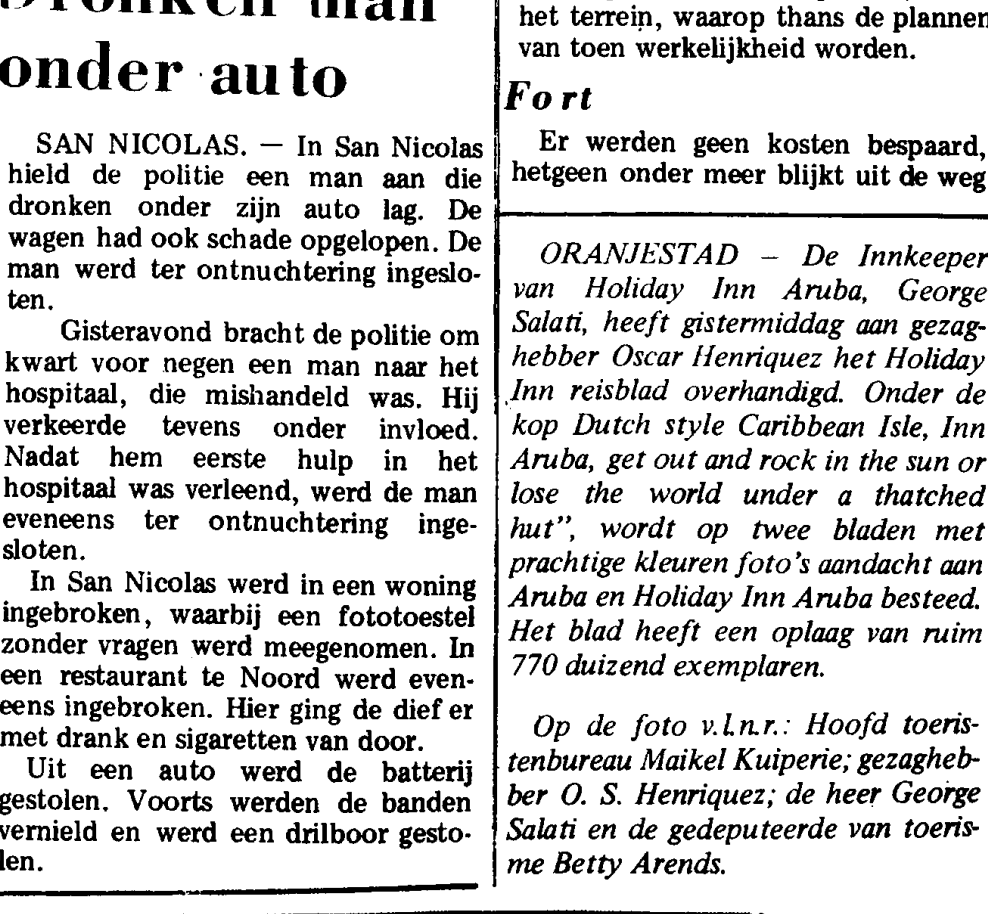 Dronken man
onder auto
SAN NICOLAS. — In San Nicolas
hield de politie een man aan die
dronken onder zijn auto lag. De
wagen had ook schade opgelopen. De
man werd ter ontnuchtering ingeslo-
ten.
Gisteravond bracht de politie om
kwart voor negen een man naar het
hospitaal, die mishandeld was. Hij
verkeerde tevens onder invloed.
Nadat hem eerste hulp in het
hospitaal was verleend, werd de man
eveneens ter ontnuchtering inge-
sloten.
In San Nicolas werd in een woning
ingebroken, waarbij een fototoestel
zonder vragen werd meegenomen. In
een restaurant te Noord werd even-
eens ingebroken. Hier ging de dief er
met drank en sigaretten van door.
Uit een auto werd de batterij
gestolen. Voorts werden de banden
vernield en werd een drilboor gesto-
len.
het terrein, waarop thans de plannen
van toen werkelijkheid worden.
Fort
Er werden geen kosten bespaard,
hetgeen onder meer blijkt uit de weg
ORANJESTAD — De Innkeeper
van Holiday Inn Aruba, George
Salati, heeft gistermiddag aan gezag-
hebber Oscar Henriquez het Holiday
Inn reisblad overhandigd. Onder de
kop Dutch style Caribbean Isle, Inn
Aruba, get out and rock in the sun or
lose the world under a thatched
hut", wordt op twee bladen met
prachtige kleuren foto's aandacht aan
Aruba en Holiday Inn Aruba besteed.
Het blad heeft een oplaag van ruim
770 duizend exemplaren.
Op de foto v.l.n.r.: Hoofd toeris-
tenbureau Maikel Kuiperie; gezagheb-
ber O. S. Henriquez; de heer George
Salati en de gedeputeerde van toeris-
me Betty Arends.